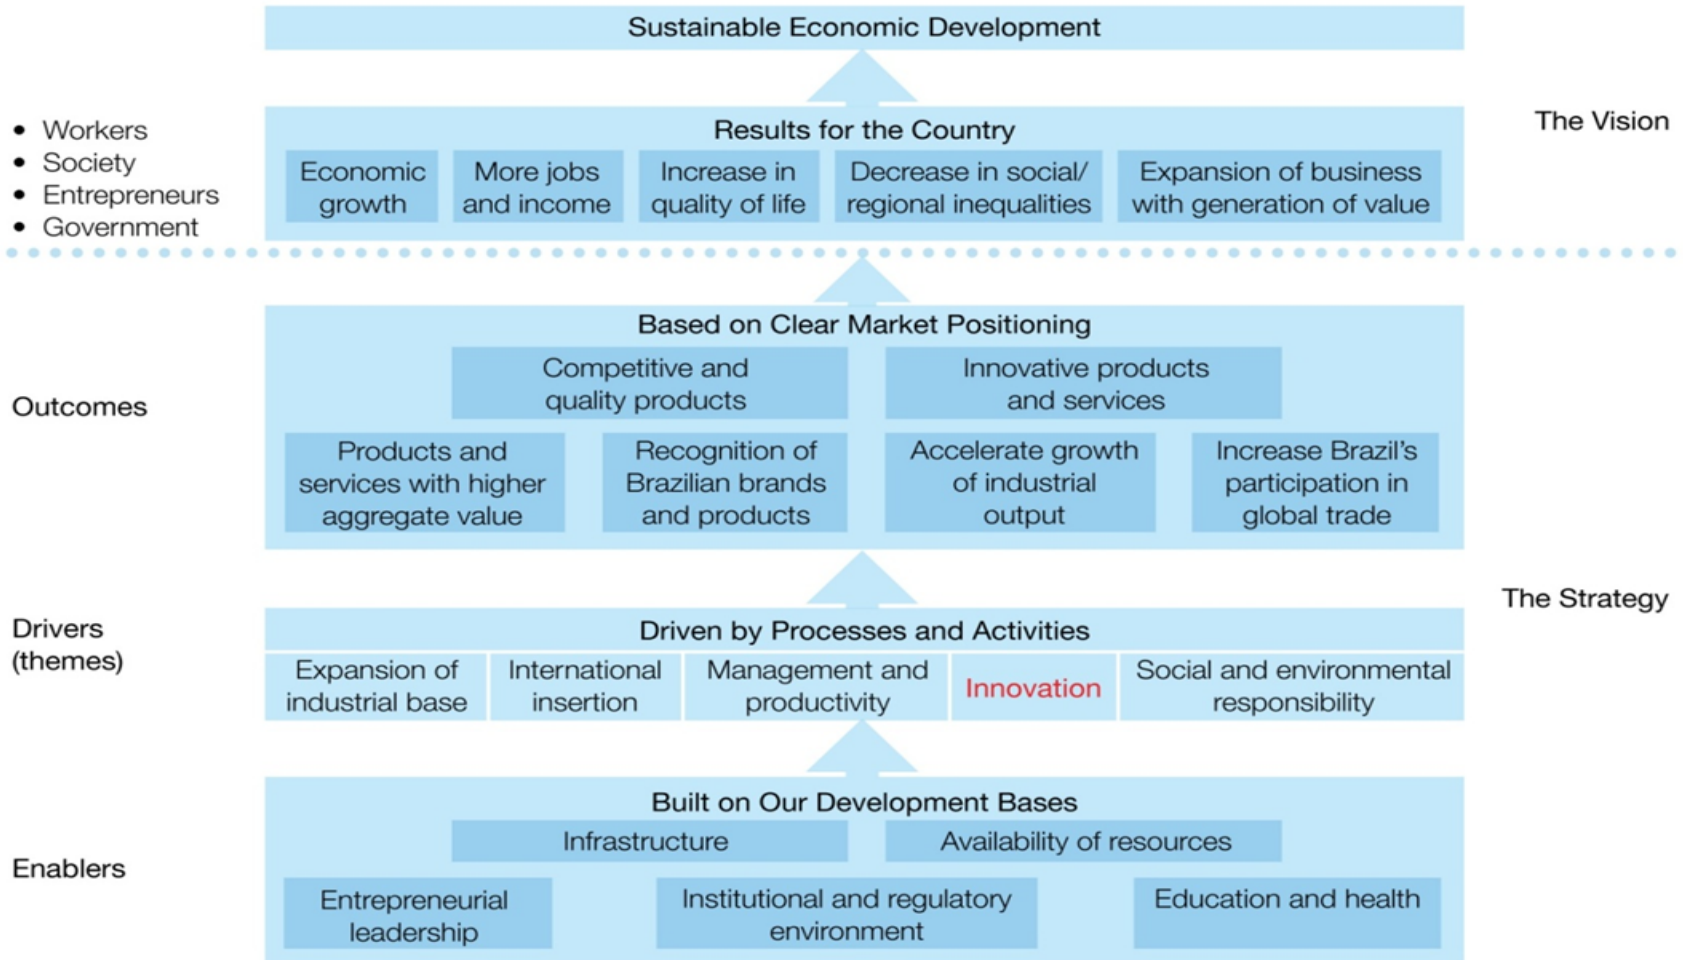 Sustainable Economic Development
• Workers
• Society
• Entrepreneurs
• Government
Results for the Country
Economic
growth
More jobs
and income
Increase in
quality of life
Decrease in social/
regional inequalities
Expansion of business
with generation of value
The Vision
Outcomes
Based on Clear Market Positioning
Competitive and
quality products
Innovative products
and services
Products and
services with higher
aggregate value
Recognition of
Brazilian brands
and products
Accelerate growth
of industrial
output
Increase Brazil's
participation in
global trade
The Strategy
Drivers
(themes)
Driven by Processes and Activities
Expansion of
industrial base
International
insertion
Management and
productivity
Innovation
Social and environmental
responsibility
Enablers
Built on Our Development Bases
Infrastructure
Availability of resources
Entrepreneurial
leadership
Institutional and regulatory
environment
Education and health